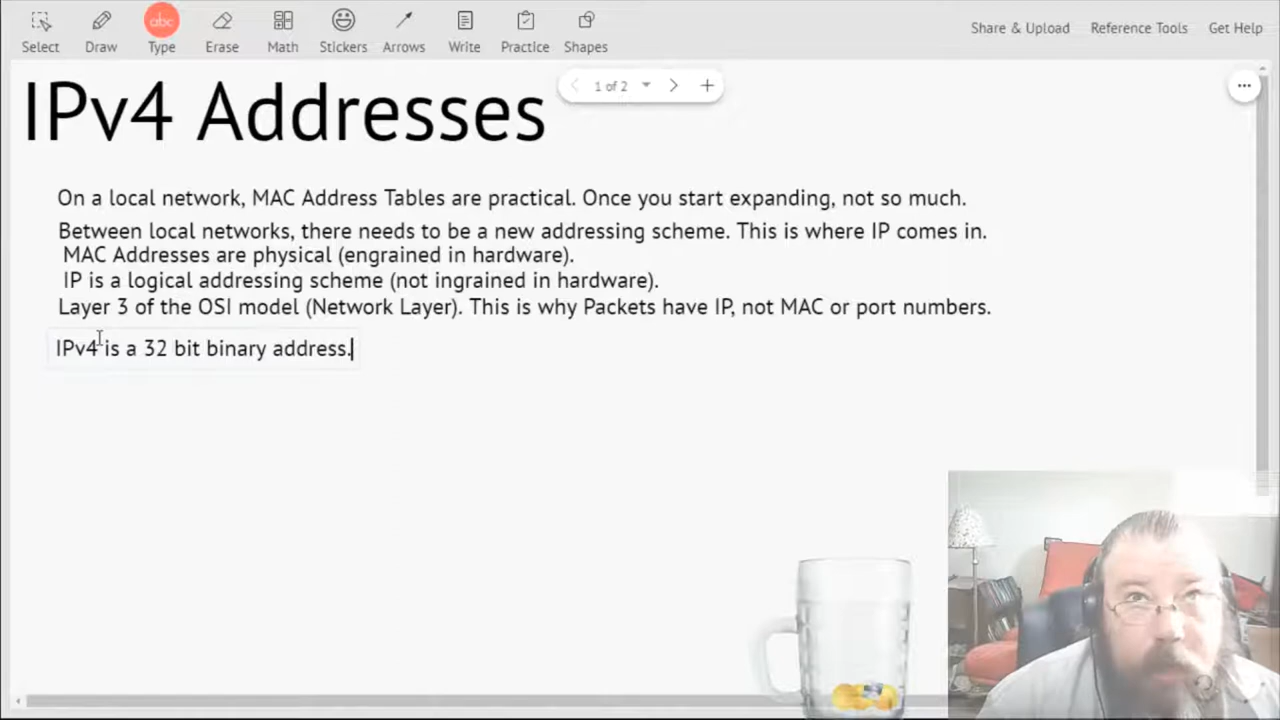 abc
Select Draw Type Erase Math Stickers Arrows Write Practice Shapes
Share & Upload Reference Tools Get Help
1 of 2
IPv4 Addresses
On a local network, MAC Address Tables are practical. Once you start expanding, not so much.
Between local networks, there needs to be a new addressing scheme. This is where IP comes in.
MAC Addresses are physical (engrained in hardware).
IP is a logical addressing scheme (not ingrained in hardware).
Layer 3 of the OSI model (Network Layer). This is why Packets have IP, not MAC or port numbers.
IPv4 is a 32 bit binary address.